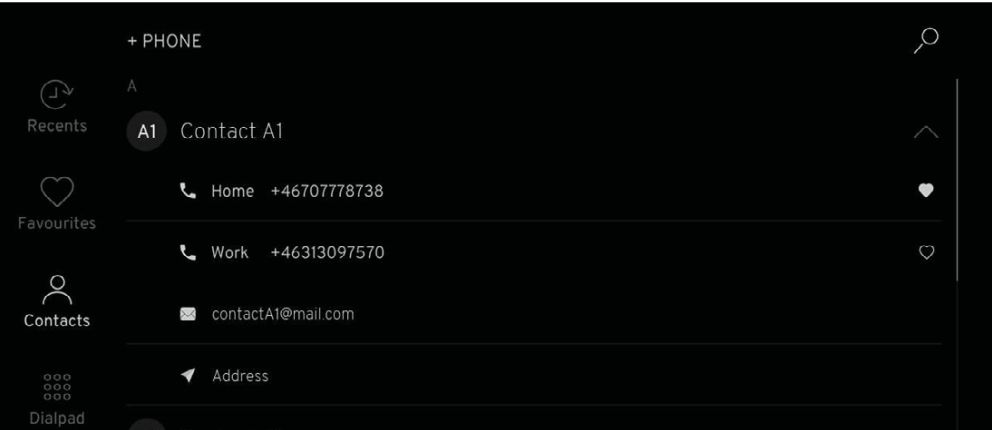 + PHONE
A
Recents
A1 Contact A1
Home +46707778738
Favourites
Work +46313097570
contactA1@mail.com
Contacts
Address
Dialpad